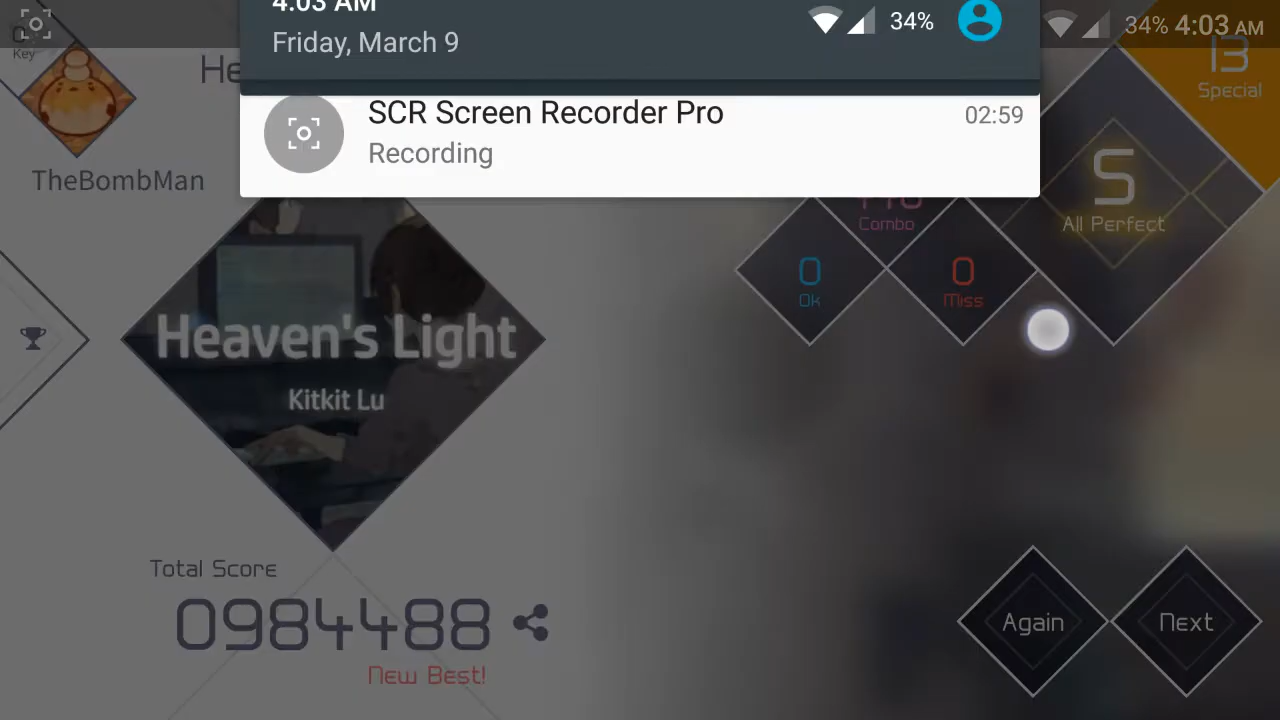 4:03 AM
34%
34% 4:03 AM
Friday, March 9
Key
He
13
Special
SCR Screen Recorder Pro
02:59
Recording
TheBombMan
S
All Perfect
Combo
0
Ok
0
Miss
Heaven's Light
Kitkit Lu
Total Score
0984488
New Best!
Again
Next